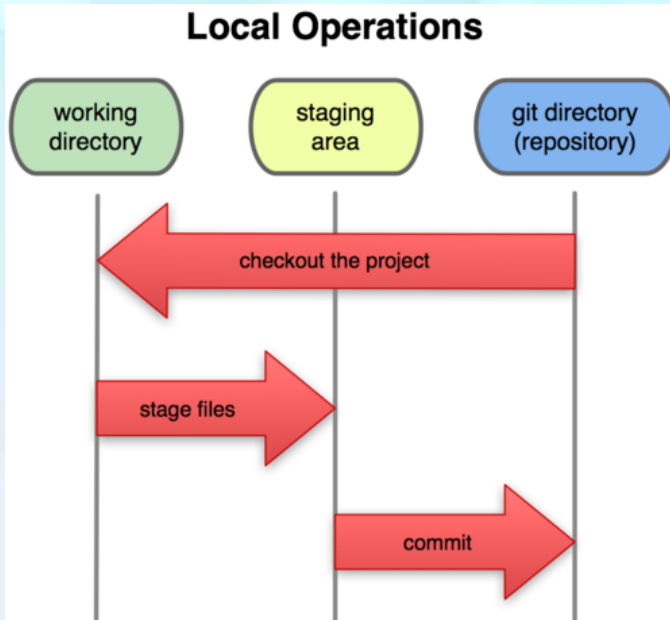 Local Operations
working
directory
staging
area
git directory
(repository)
checkout the project
stage files
commit